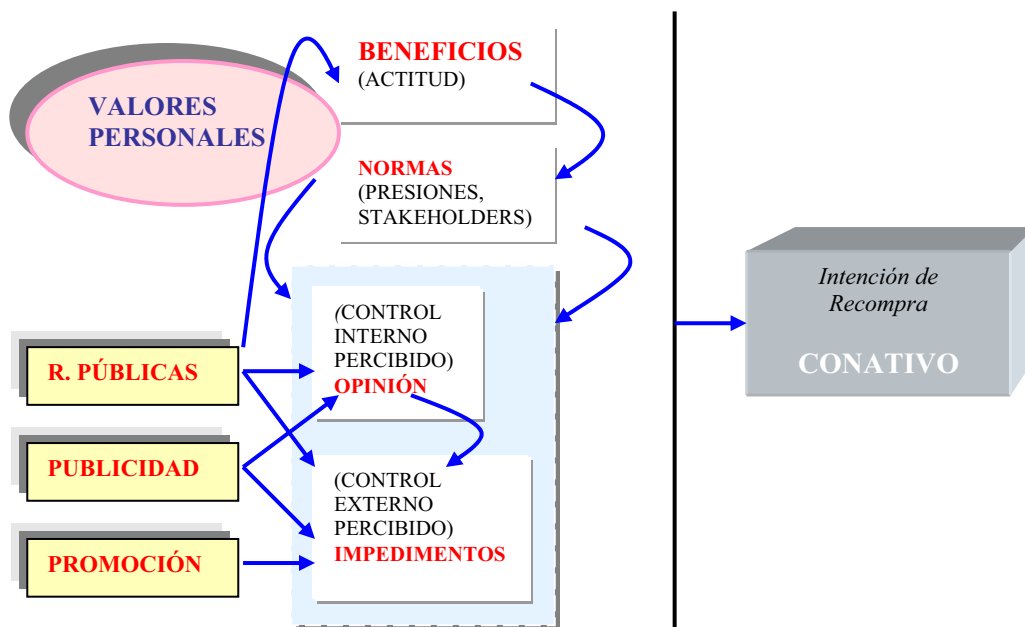 VALORES
PERSONALES
BENEFICIOS
(ACTITUD)
NORMAS
(PRESIONES,
STAKEHOLDERS)
(CONTROL
INTERNO
PERCIBIDO)
OPINIÓN
(CONTROL
EXTERNO
PERCIBIDO)
IMPEDIMENTOS
R. PÚBLICAS
PUBLICIDAD
PROMOCIÓN
Intención de
Recompra
CONATIVO